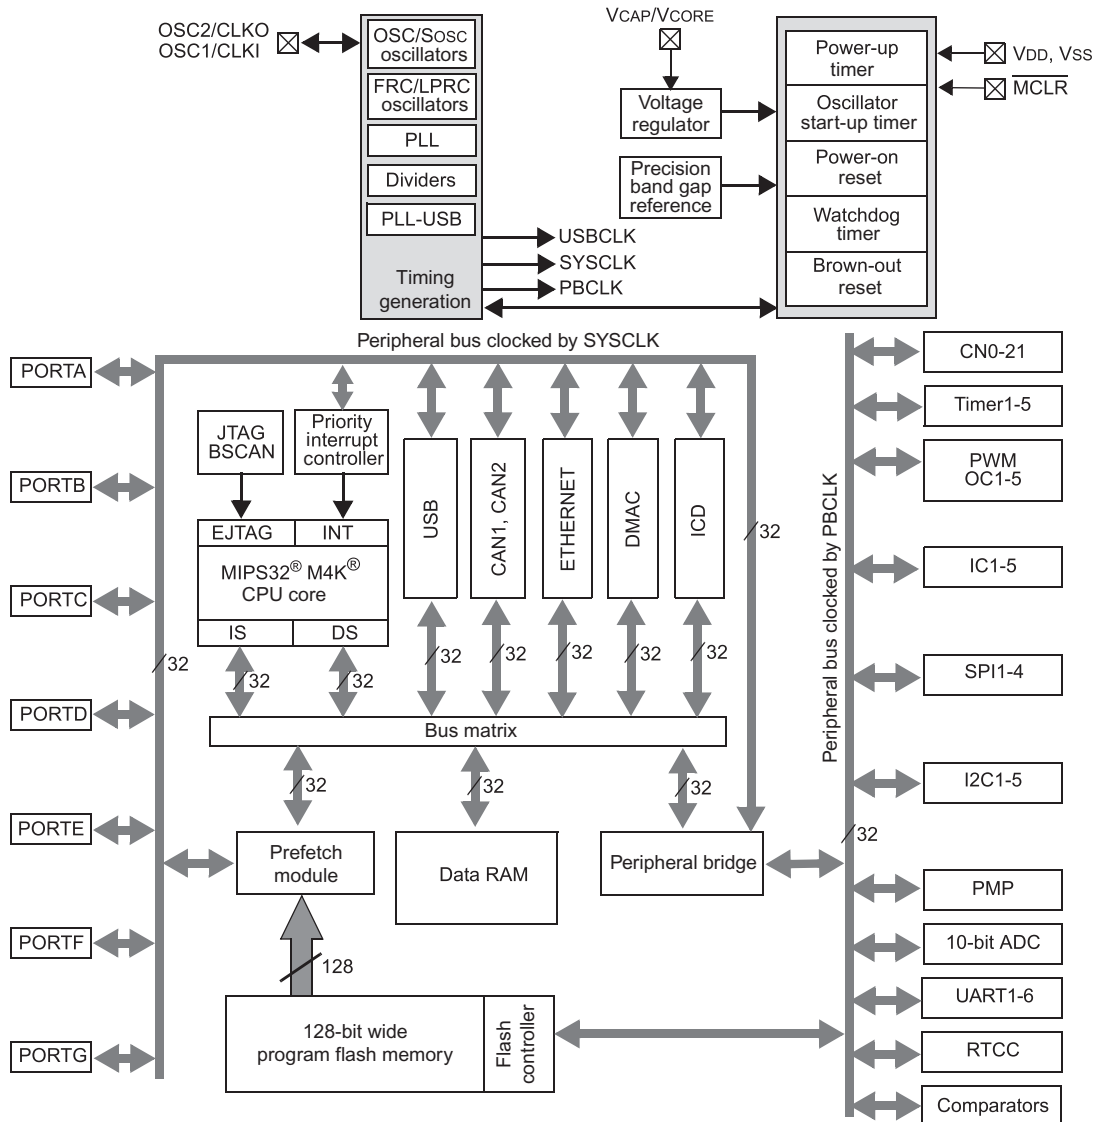 OSC2/CLKO
OSC1/CLKI
OSC/SOSC
oscillators
FRC/LPRC
oscillators
PLL
Dividers
PLL-USB
Timing
generation
USBCLK
SYSCLK
PBCLK
VCAP/VCORE
Voltage
regulator
Precision
band gap
reference
Power-up
timer
Oscillator
start-up timer
Power-on
reset
Watchdog
timer
Brown-out
reset
VDD, VSS
MCLR
Peripheral bus clocked by SYSCLK
PORTA
PORTB
PORTC
PORTD
PORTE
PORTF
PORTG
32
JTAG
BSCAN
Priority
interrupt
controller
EJTAG
INT
MIPS32® M4K®
CPU core
IS
DS
32
32
USB
CAN1, CAN2
ETHERNET
DMAC
ICD
32
32
32
32
32
32
Bus matrix
32
32
32
Prefetch
module
Data RAM
Peripheral bridge
128
128-bit wide
program flash memory
Flash
controller
Peripheral bus clocked by PBCLK
32
CN0-21
Timer1-5
PWM
OC1-5
IC1-5
SPI1-4
I2C1-5
PMP
10-bit ADC
UART1-6
RTCC
Comparators